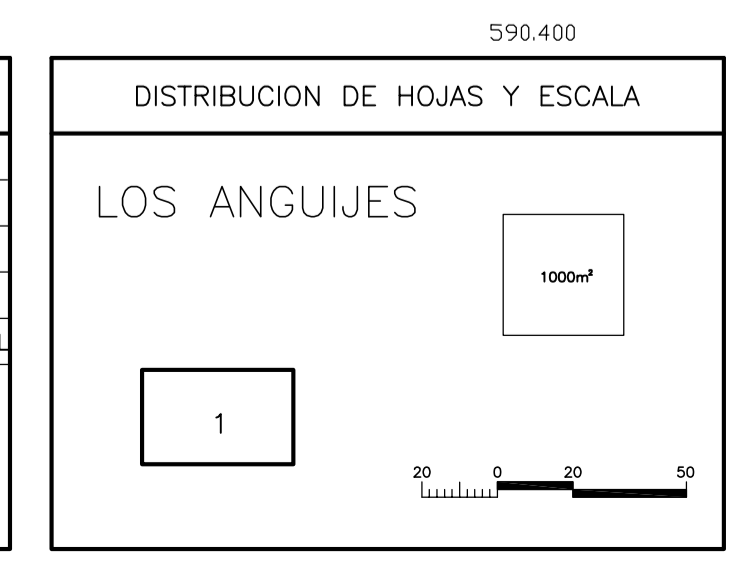 590.400
DISTRIBUCION DE HOJAS Y ESCALA
LOS ANGUIJES
1000m²
1
20 0 20 50